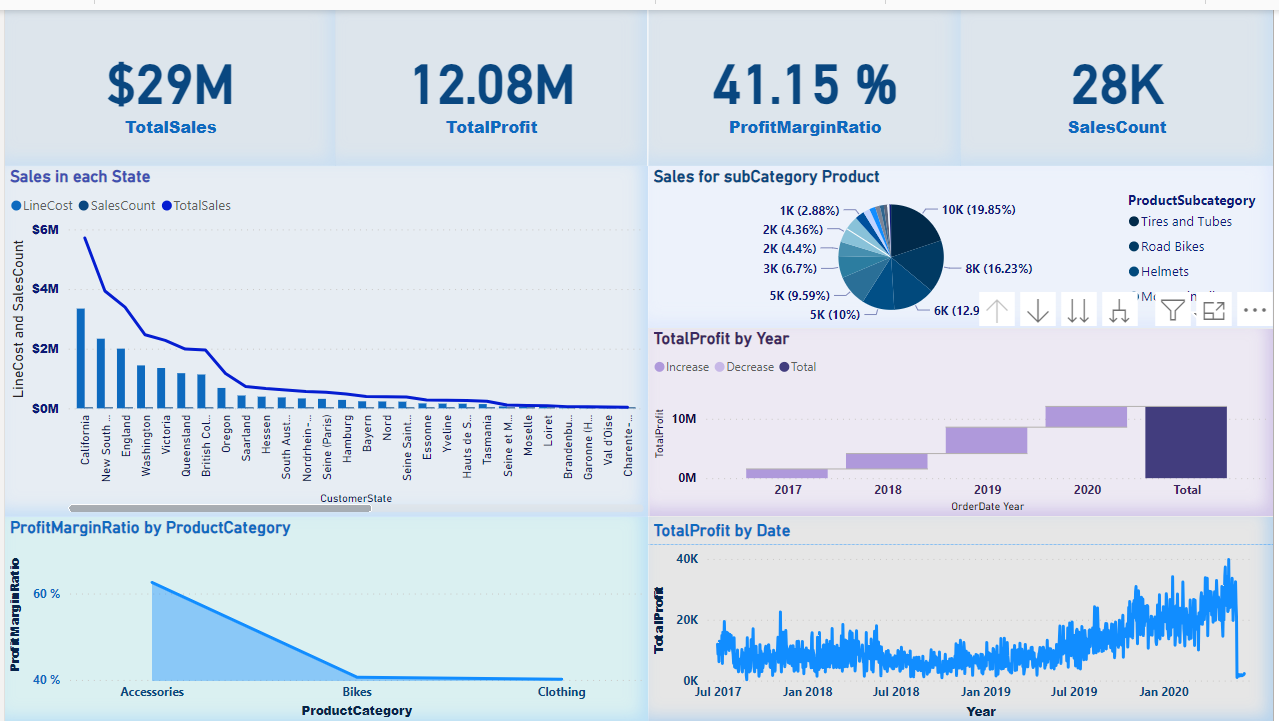 $29M
TotalSales
12.08M
TotalProfit
41.15 %
ProfitMarginRatio
28K
SalesCount
Sales in each State
LineCost SalesCount TotalSales
LineCost and SalesCount
$6M
$4M
$2M
$0M
California
New South ...
England
Washington
Victoria
Queensland
British Col...
Oregon
Saarland
Hessen
South Aust...
Nordrhein-...
Seine (Paris)
Hamburg
Bayern
Nord
Seine Saint...
Essonne
Yveline
Hauts de S...
Tasmania
Seine et M...
Moselle
Loiret
Brandenbu...
Garonne (H...
Val d'Oise
Charente-...
CustomerState
Sales for subCategory Product
1K (2.88%)
2K (4.36%)
2K (4.4%)
3K (6.7%)
5K (9.59%)
5K (10%)
10K (19.85%)
8K (16.23%)
6K (12.9
ProductSubcategory
Tires and Tubes
Road Bikes
Helmets
TotalProfit by Year
Increase Decrease Total
TotalProfit
10M
0M
2017 2018 2019 2020 Total
OrderDate Year
ProfitMarginRatio by ProductCategory
ProfitMarginRatio
60 %
40 %
Accessories Bikes Clothing
ProductCategory
TotalProfit by Date
TotalProfit
40K
20K
0K
Jul 2017 Jan 2018 Jul 2018 Jan 2019 Jul 2019 Jan 2020
Year